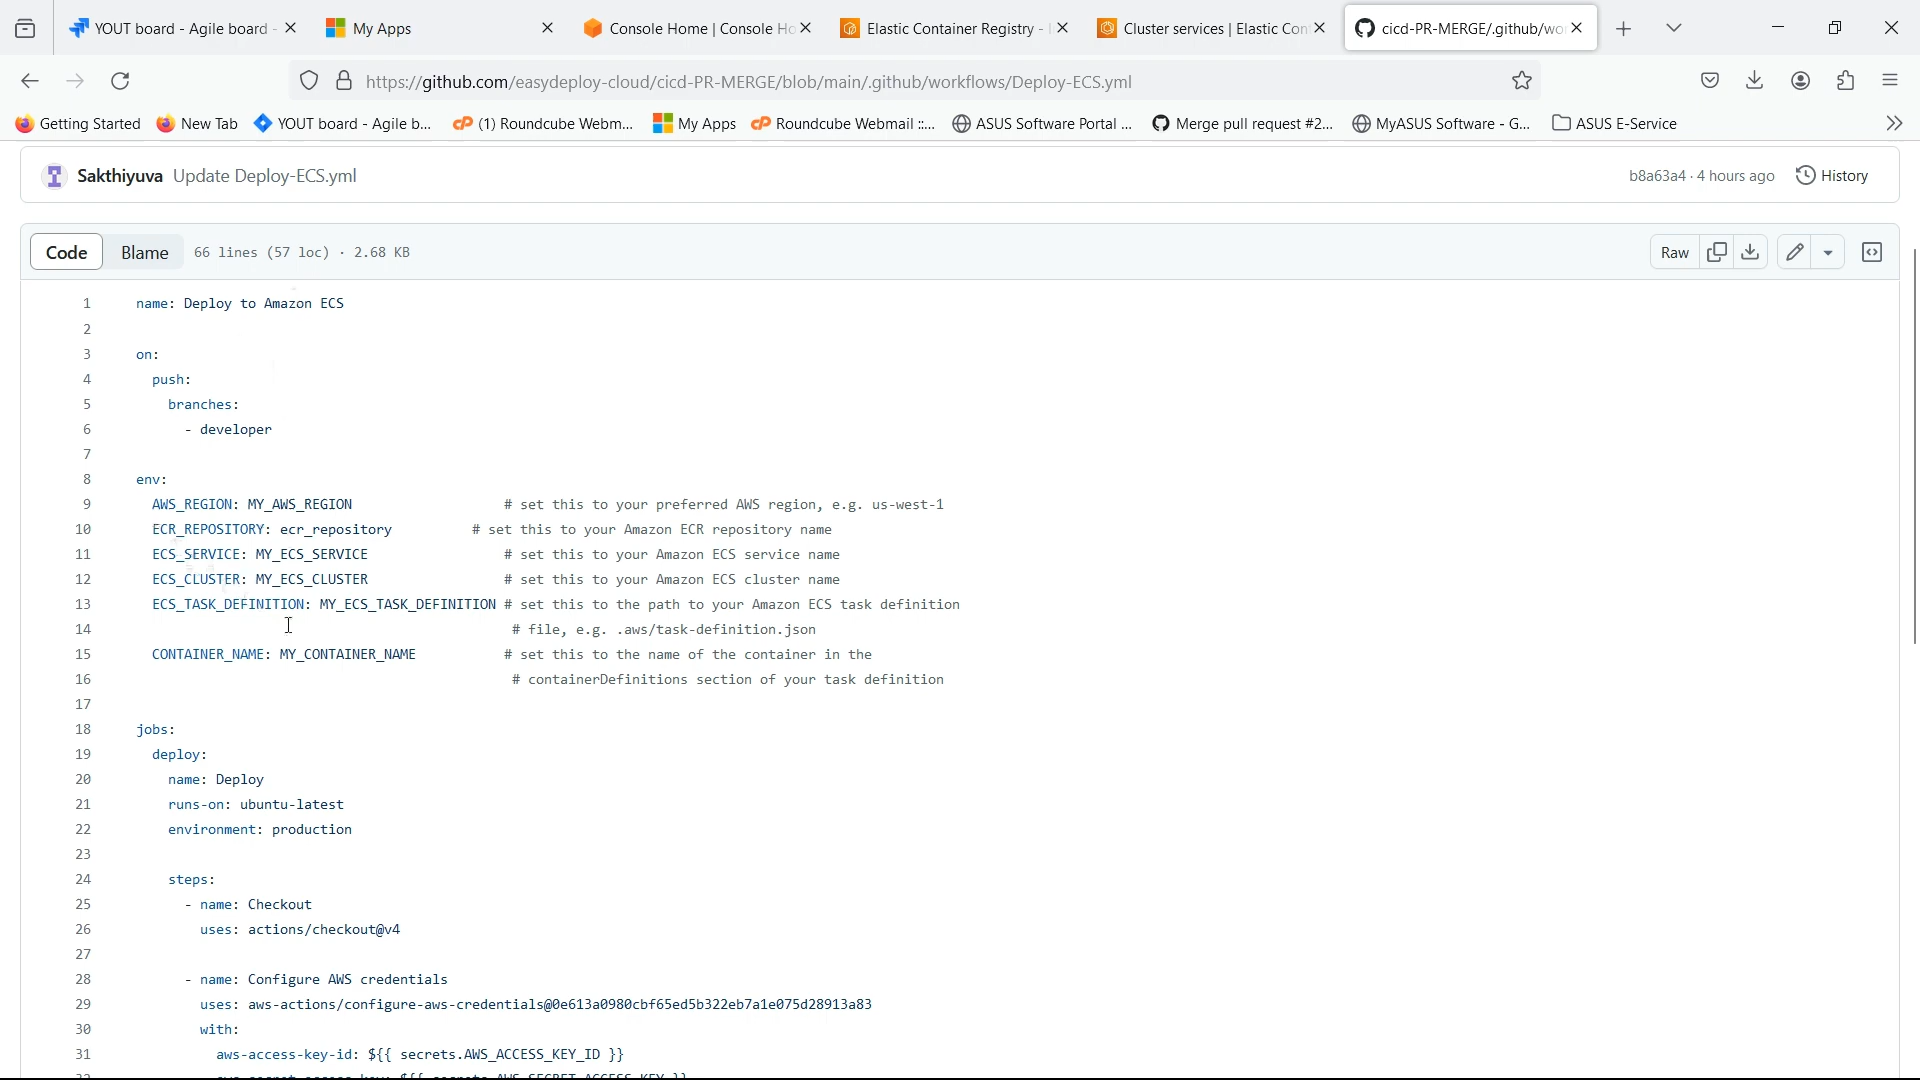 YOUT board - Agile board -
My Apps
Console Home | Console Ho
Elastic Container Registry -
Cluster services | Elastic Con
cicd-PR-MERGE/.github/wo
https://github.com/easydeploy-cloud/cicd-PR-MERGE/blob/main/.github/workflows/Deploy-ECS.yml
Getting Started
New Tab
YOUT board - Agile b...
(1) Roundcube Webm...
My Apps
Roundcube Webmail ::...
ASUS Software Portal ...
Merge pull request #2...
MyASUS Software - G...
ASUS E-Service
Sakthiyuva Update Deploy-ECS.yml
b8a63a4 · 4 hours ago
History
Code
Blame
66 lines (57 loc) · 2.68 KB
Raw
1 name: Deploy to Amazon ECS
2
3 on:
4 push:
5 branches:
6 - developer
7
8 env:
9 AWS_REGION: MY_AWS_REGION # set this to your preferred AWS region, e.g. us-west-1
10 ECR_REPOSITORY: ecr_repository # set this to your Amazon ECR repository name
11 ECS_SERVICE: MY_ECS_SERVICE # set this to your Amazon ECS service name
12 ECS_CLUSTER: MY_ECS_CLUSTER # set this to your Amazon ECS cluster name
13 ECS_TASK_DEFINITION: MY_ECS_TASK_DEFINITION # set this to the path to your Amazon ECS task definition
14 # file, e.g. .aws/task-definition.json
15 CONTAINER_NAME: MY_CONTAINER_NAME # set this to the name of the container in the
16 # containerDefinitions section of your task definition
17
18 jobs:
19 deploy:
20 name: Deploy
21 runs-on: ubuntu-latest
22 environment: production
23
24 steps:
25 - name: Checkout
26 uses: actions/checkout@v4
27
28 - name: Configure AWS credentials
29 uses: aws-actions/configure-aws-credentials@0e613a0980cbf65ed5b322eb7a1e075d28913a83
30 with:
31 aws-access-key-id: ${{ secrets.AWS_ACCESS_KEY_ID }}